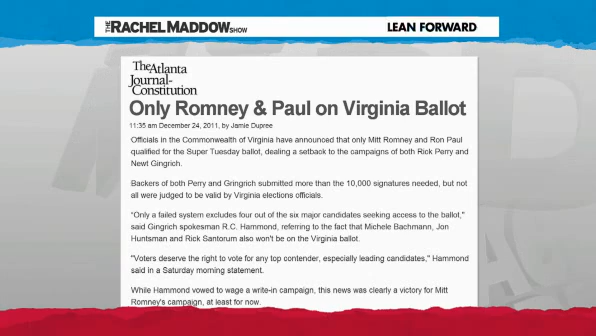 THE RACHEL MADDOW SHOW
LEAN FORWARD
The Atlanta
Journal-
Constitution
Only Romney & Paul on Virginia Ballot
11:35 am December 24, 2011, by Jamie Dupree
Officials in the Commonwealth of Virginia have announced that only Mitt Romney and Ron Paul
qualified for the Super Tuesday ballot, dealing a setback to the campaigns of both Rick Perry and
Newt Gingrich.
Backers of both Perry and Gringrich submitted more than the 10,000 signatures needed, but not
all were judged to be valid by Virginia elections officials.
"Only a failed system excludes four out of the six major candidates seeking access to the ballot,"
said Gingrich spokesman R.C. Hammond, referring to the fact that Michele Bachmann, Jon
Huntsman and Rick Santorum also won't be on the Virginia ballot.
"Voters deserve the right to vote for any top contender, especially leading candidates," Hammond
said in a Saturday morning statement.
While Hammond vowed to wage a write-in campaign, this news was clearly a victory for Mitt
Romney's campaign, at least for now.